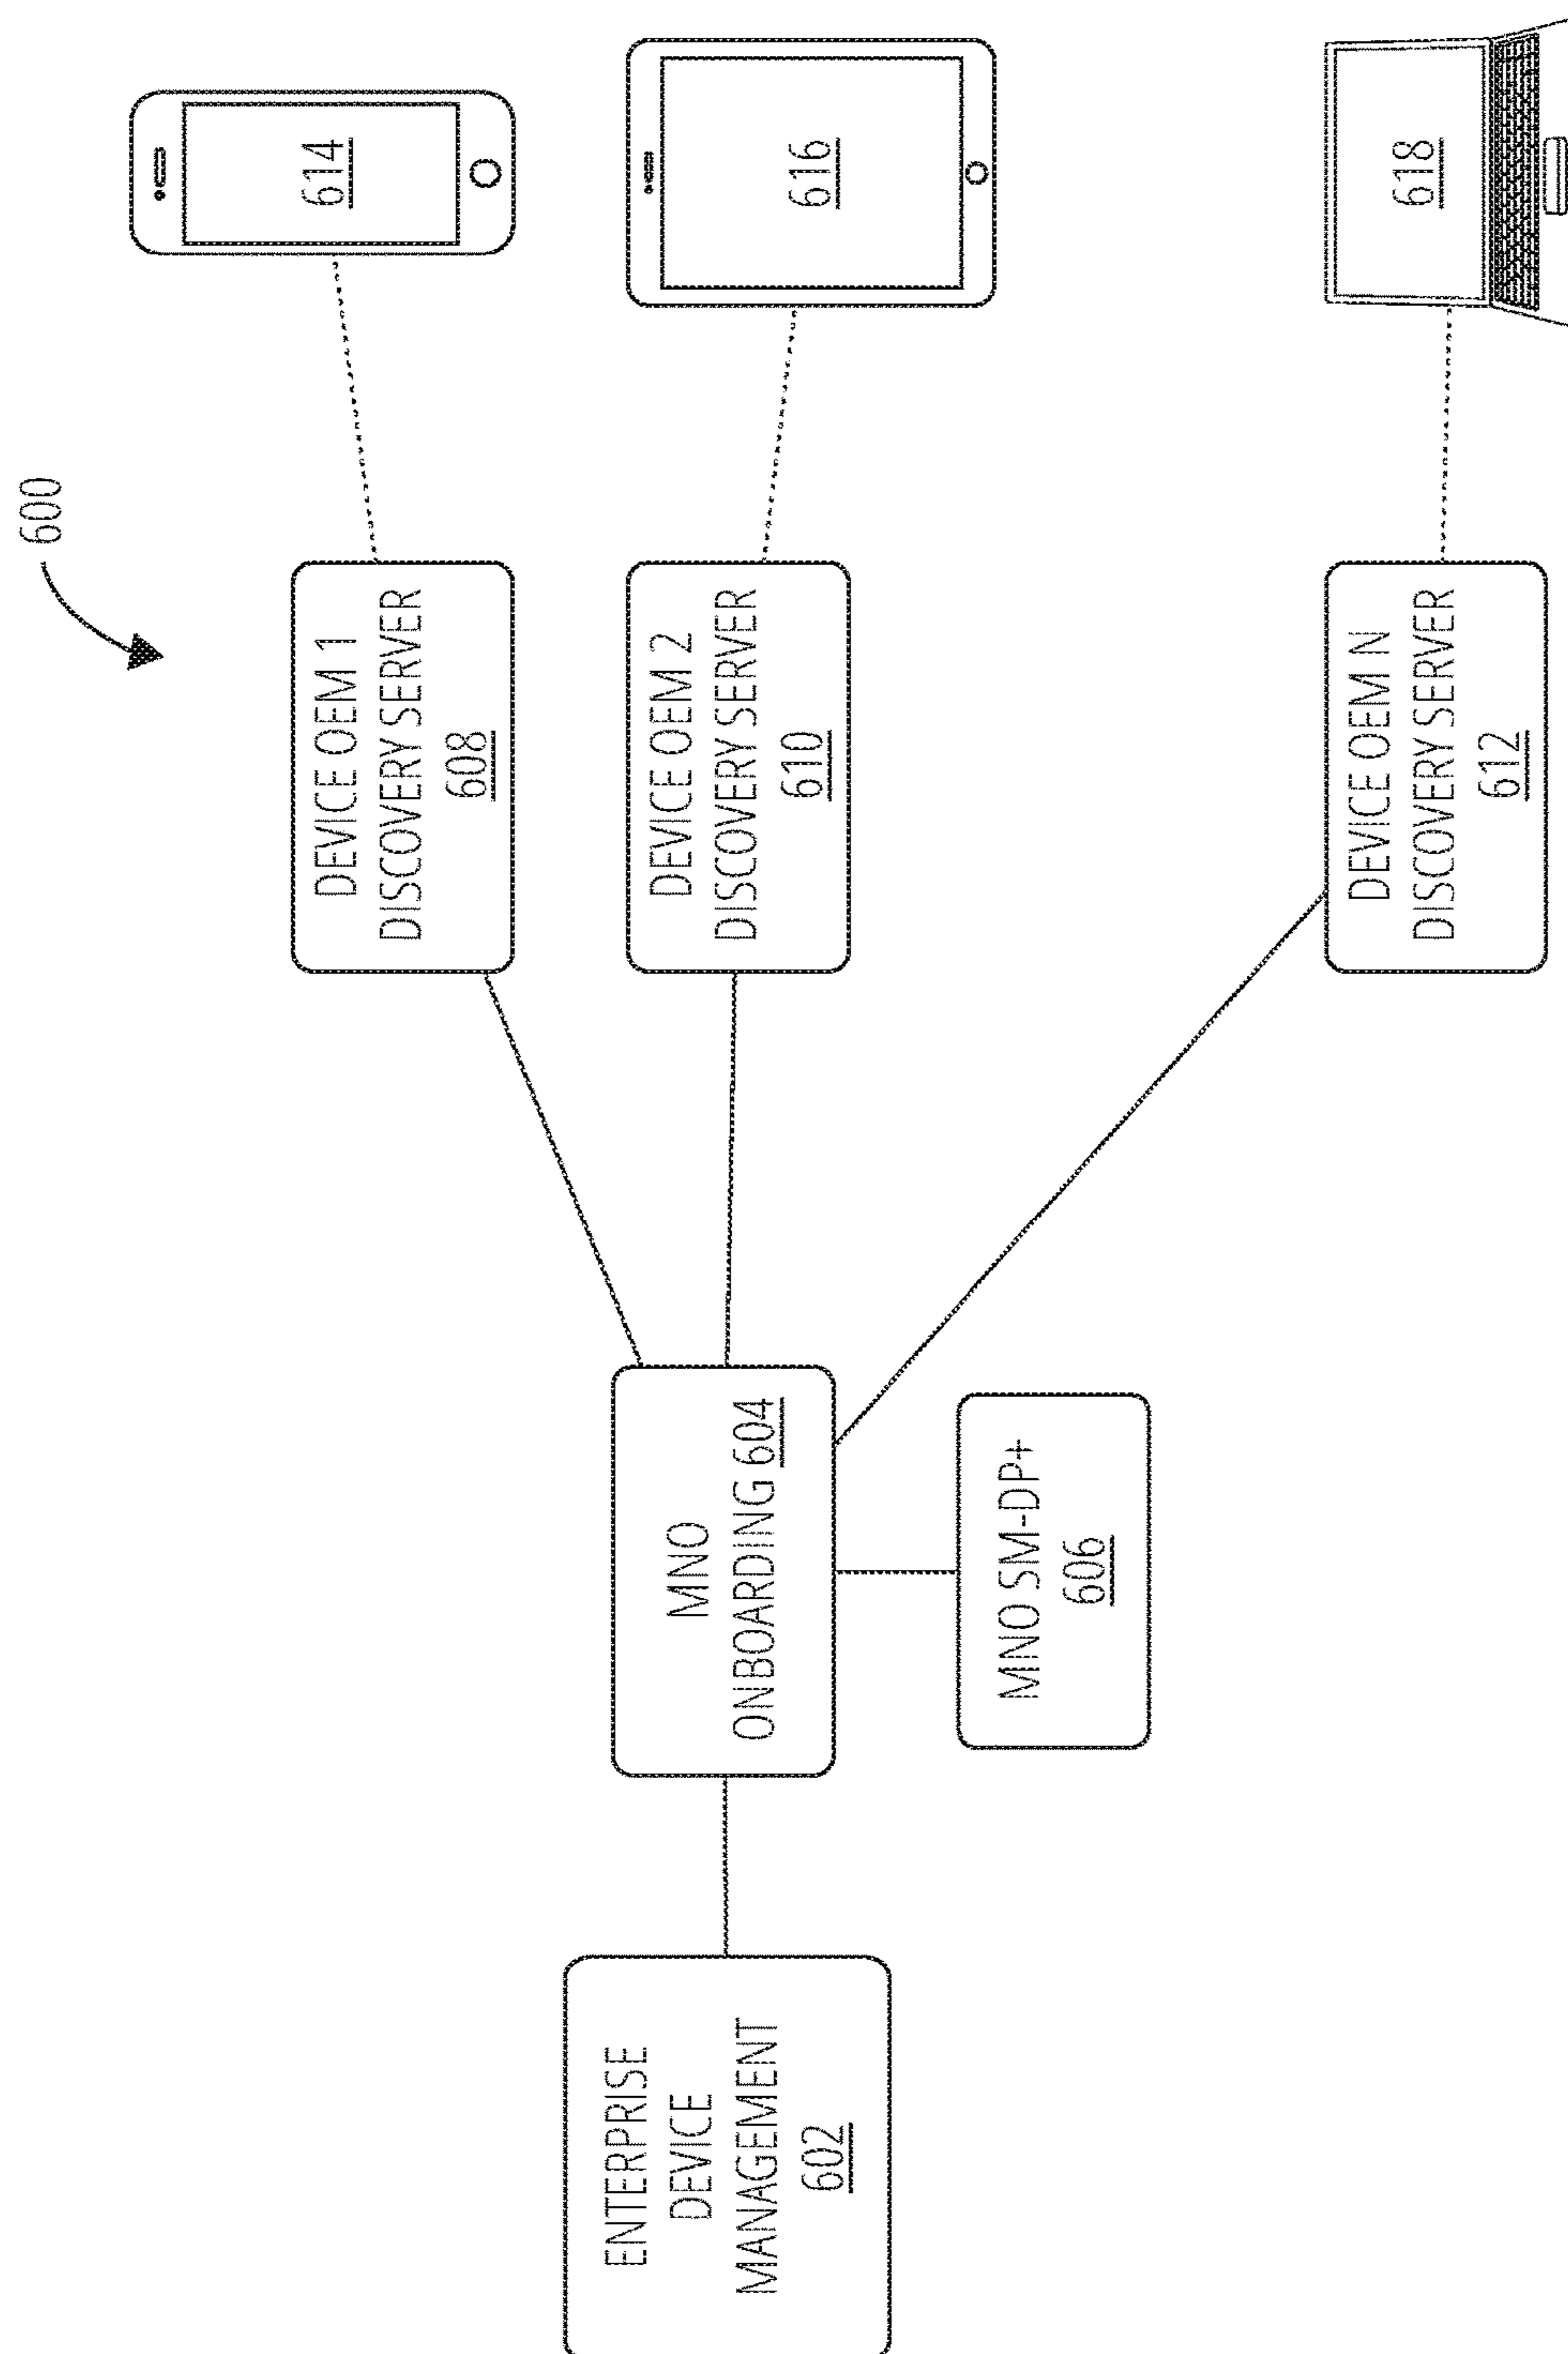 600
DEVICE OEM 1
DISCOVERY SERVER
608
614
DEVICE OEM 2
DISCOVERY SERVER
610
616
ENTERPRISE
DEVICE
MANAGEMENT
602
MNO
ONBOARDING 604
MNO SM-DP+
606
DEVICE OEM N
DISCOVERY SERVER
612
618